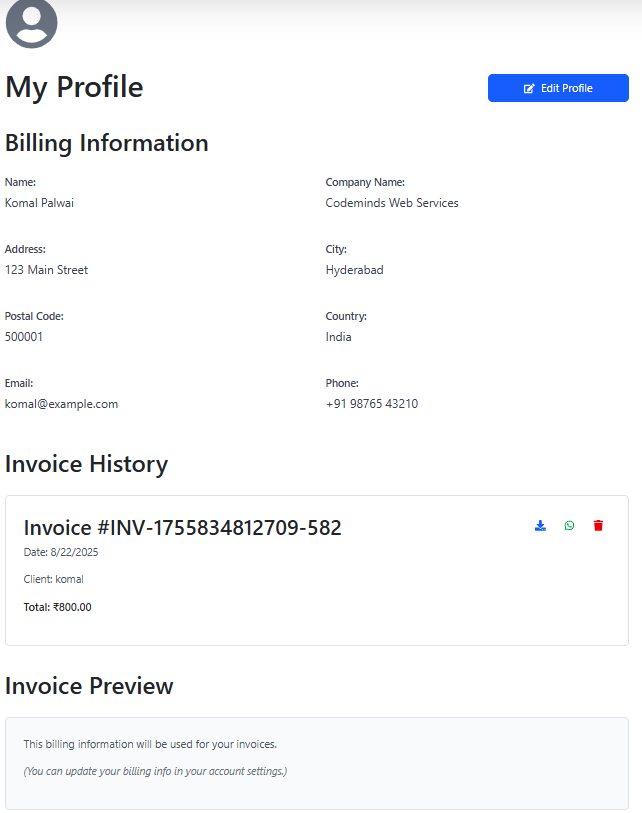 My Profile
Edit Profile
Billing Information
Name:
Komal Palwai
Company Name:
Codeminds Web Services
Address:
123 Main Street
City:
Hyderabad
Postal Code:
500001
Country:
India
Email:
komal@example.com
Phone:
+91 98765 43210
Invoice History
Invoice #INV-1755834812709-582
Date: 8/22/2025
Client: komal
Total: ₹800.00
Invoice Preview
This billing information will be used for your invoices.
(You can update your billing info in your account settings.)